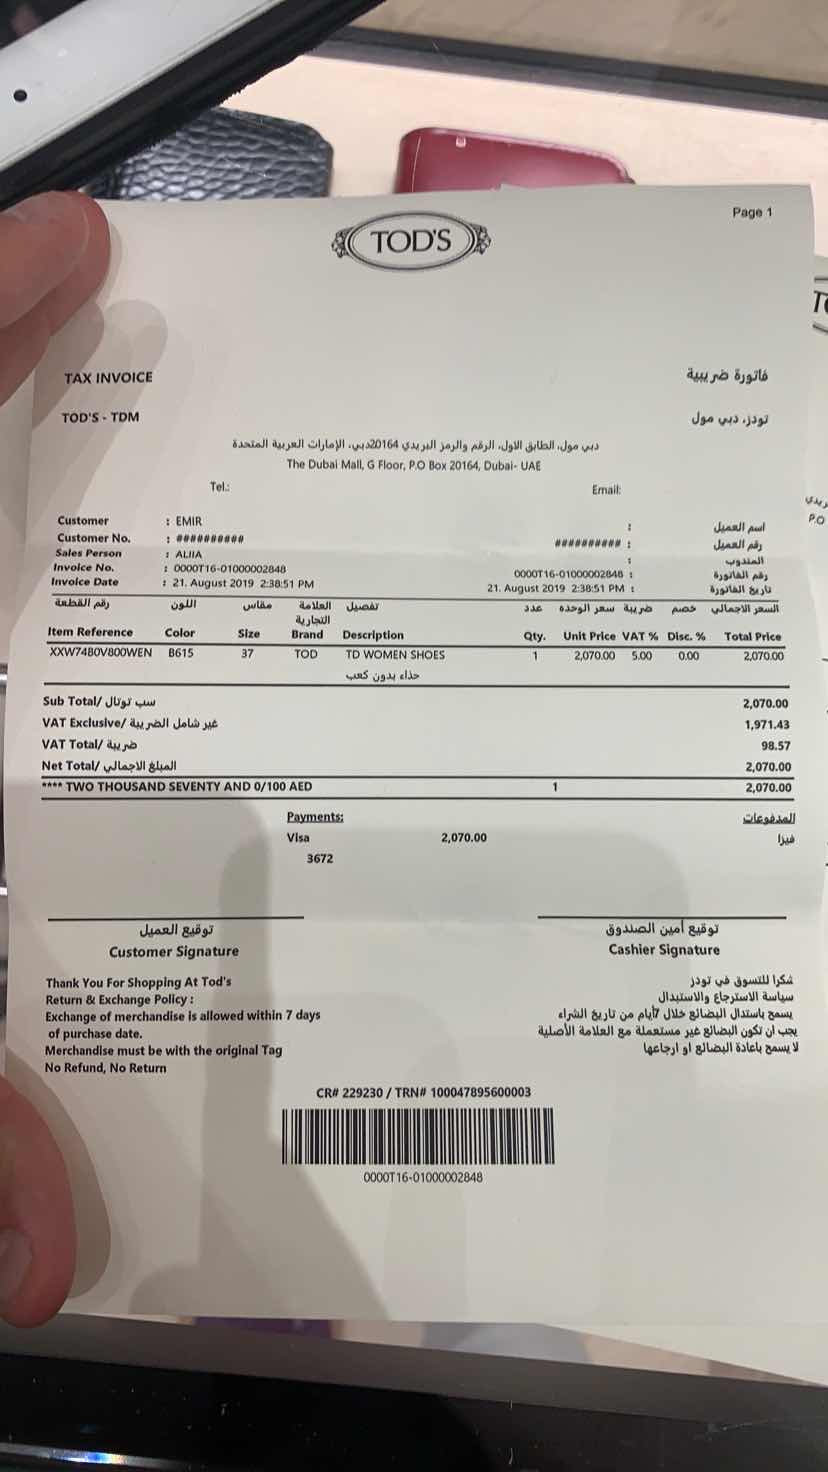 Page 1
TOD'S
TAX INVOICE فاتورة ضريبية
TOD'S - TDM تودز، دبي مول
دبي مول، الطابق الاول، الرقم والرمز البريدي 20164دبي، الإمارات العربية المتحدة
The Dubai Mall, G Floor, P.O Box 20164, Dubai- UAE
Tel.: Email:
Customer : EMIR : اسم العميل
Customer No. : ########## ########## : رقم العميل
Sales Person : ALIIA : المندوب
Invoice No. : 0000T16-01000002848 0000T16-01000002848 : رقم الفاتورة
Invoice Date : 21. August 2019 2:38:51 PM 21. August 2019 2:38:51 PM : تاريخ الفاتورة
رقم القطعة اللون مقاس العلامة التجارية تفصيل عدد سعر الوحده ضريبة خصم السعر الاجمالي
Item Reference Color Size Brand Description Qty. Unit Price VAT % Disc. % Total Price
XXW74B0V800WEN B615 37 TOD TD WOMEN SHOES 1 2,070.00 5.00 0.00 2,070.00
حذاء بدون كعب
Sub Total/ سب توتال 2,070.00
VAT Exclusive/ غير شامل الضريبة 1,971.43
VAT Total/ ضريبة 98.57
Net Total/ المبلغ الاجمالي 2,070.00
**** TWO THOUSAND SEVENTY AND 0/100 AED 1 2,070.00
Payments: المدفوعات
Visa 2,070.00 فيزا
3672
توقيع العميل توقيع أمين الصندوق
Customer Signature Cashier Signature
Thank You For Shopping At Tod's شكرا للتسوق في تودز
Return & Exchange Policy : سياسة الاسترجاع والاستبدال
Exchange of merchandise is allowed within 7 days يسمح باستدال البضائع خلال 7أيام من تاريخ الشراء
of purchase date. يجب ان تكون البضائع غير مستعملة مع العلامة الأصلية
Merchandise must be with the original Tag لا يسمح باعادة البضائع او ارجاعها
No Refund, No Return
CR# 229230 / TRN# 100047895600003
0000T16-01000002848